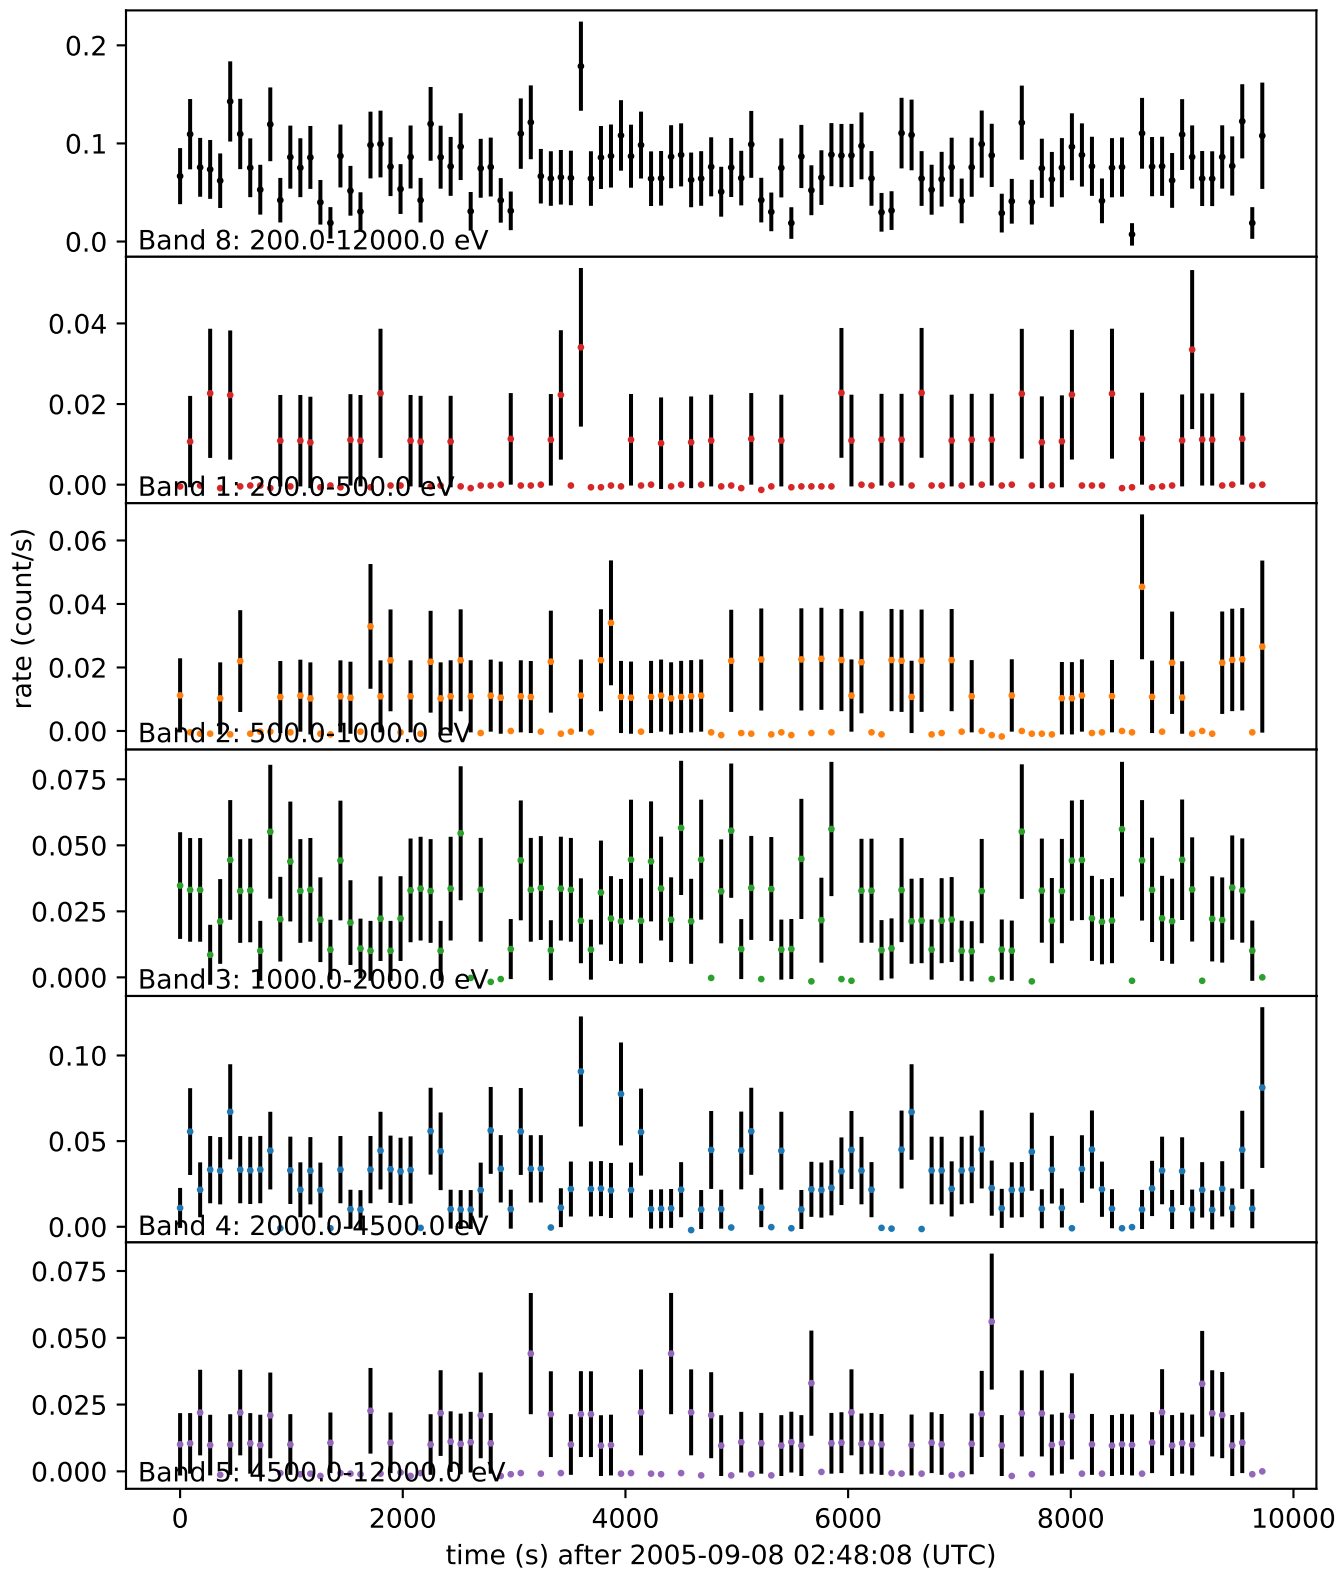 0.2
0.1
0.0
Band 8: 200.0-12000.0 eV
0.04
0.02
0.00
Band 1: 200.0-500.0 eV
0.06
0.04
0.02
0.00
Band 2: 500.0-1000.0 eV
rate (count/s)
0.075
0.050
0.025
0.000
Band 3: 1000.0-2000.0 eV
0.10
0.05
0.00
Band 4: 2000.0-4500.0 eV
0.075
0.050
0.025
0.000
Band 5: 4500.0-12000.0 eV
0 2000 4000 6000 8000 10000
time (s) after 2005-09-08 02:48:08 (UTC)